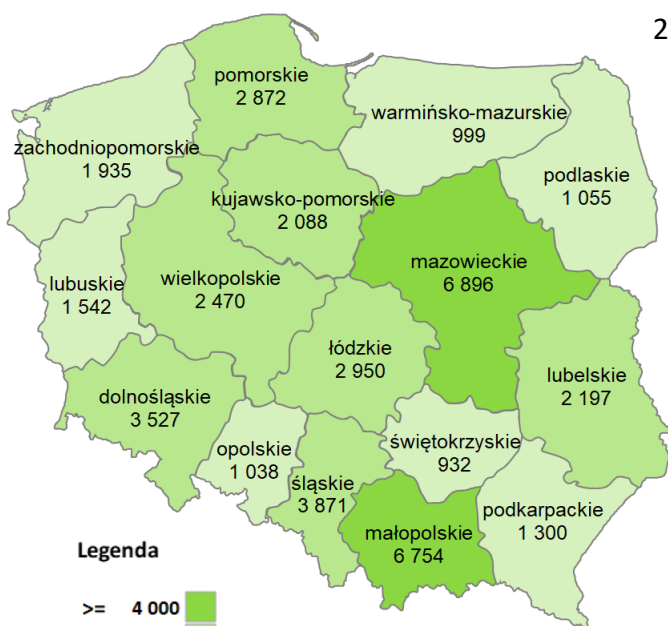 2
pomorskie
2 872
warmińsko-mazurskie
999
zachodniopomorskie
1 935
podlaskie
1 055
kujawsko-pomorskie
2 088
mazowieckie
6 896
lubuskie
1 542
wielkopolskie
2 470
łódzkie
2 950
lubelskie
2 197
dolnośląskie
3 527
świętokrzyskie
932
opolskie
1 038
śląskie
3 871
podkarpackie
1 300
małopolskie
6 754
Legenda
>= 4 000